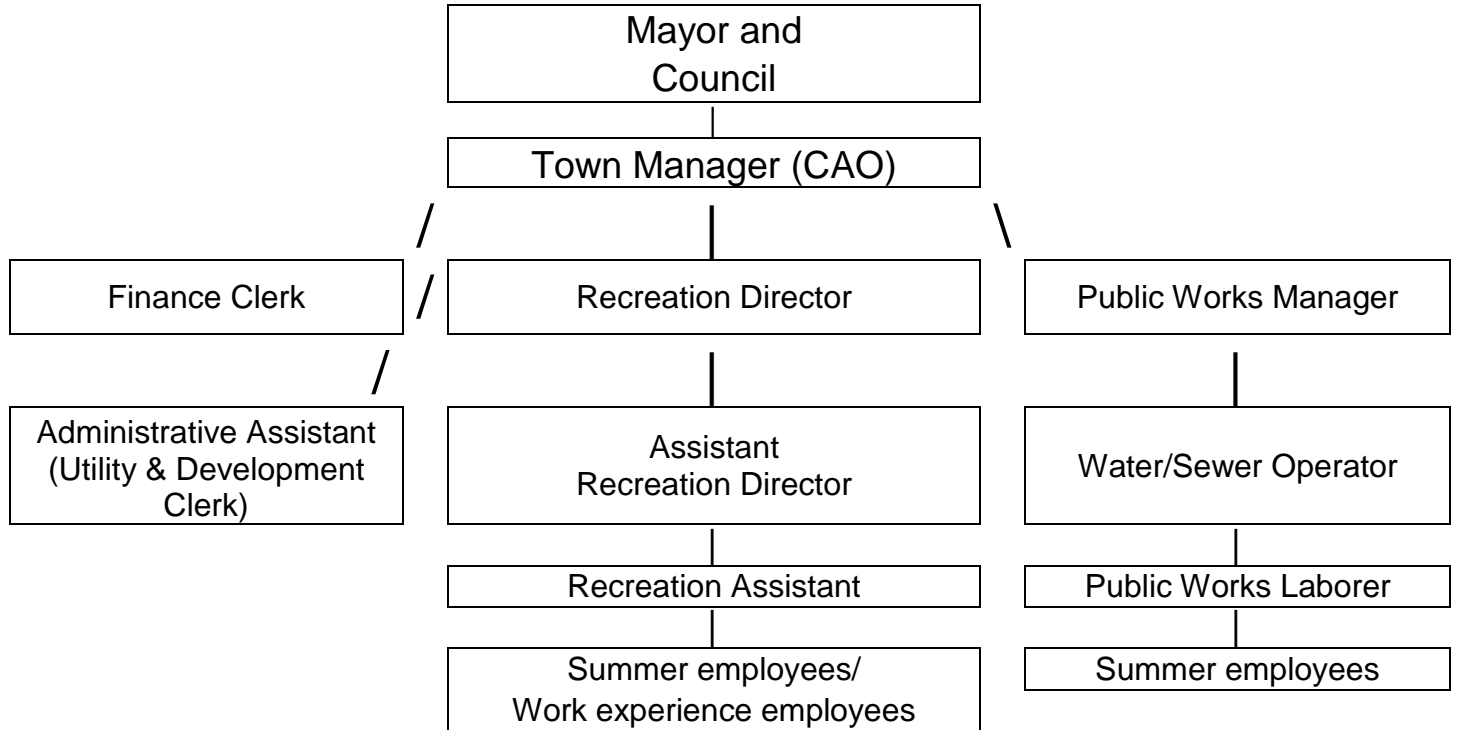 Mayor and
Council
Town Manager (CAO)
Finance Clerk
Recreation Director
Public Works Manager
Administrative Assistant
(Utility & Development
Clerk)
Assistant
Recreation Director
Water/Sewer Operator
Recreation Assistant
Public Works Laborer
Summer employees/
Work experience employees
Summer employees